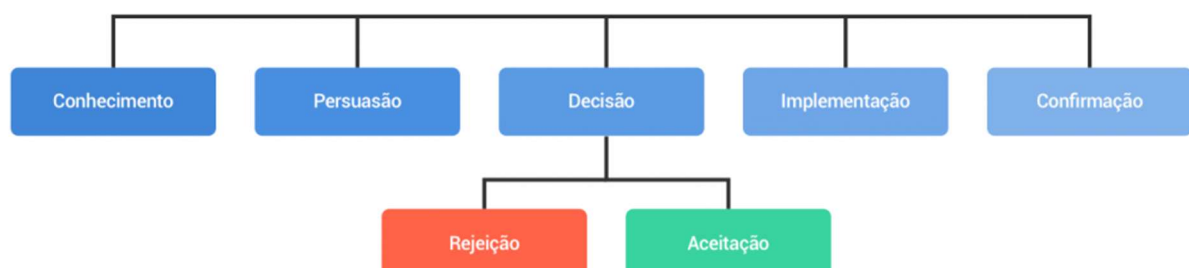 Conhecimento
Persuasão
Decisão
Implementação
Confirmação
Rejeição
Aceitação